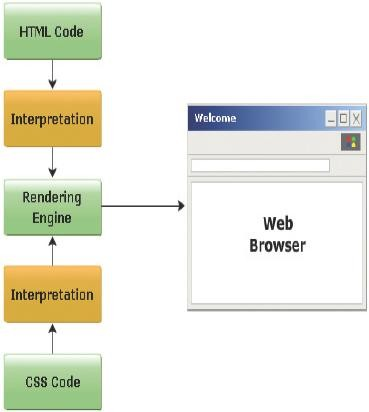 HTML Code
Interpretation
Rendering
Engine
Interpretation
CSS Code
Welcome
Web
Browser